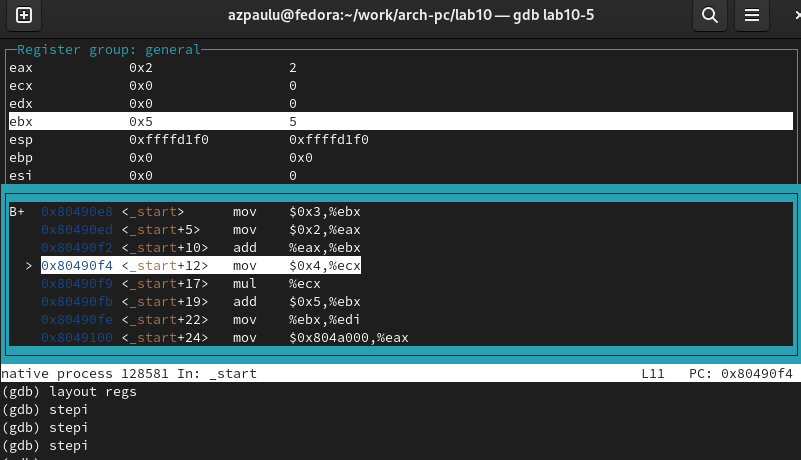 azpaulu@fedora:~/work/arch-pc/lab10 — gdb lab10-5
Register group: general
eax 0x2 2
ecx 0x0 0
edx 0x0 0
ebx 0x5 5
esp 0xffffd1f0 0xffffd1f0
ebp 0x0 0x0
esi 0x0 0
B+ 0x80490e8 <_start> mov $0x3,%ebx
0x80490ed <_start+5> mov $0x2,%eax
0x80490f2 <_start+10> add %eax,%ebx
> 0x80490f4 <_start+12> mov $0x4,%ecx
0x80490f9 <_start+17> mul %ecx
0x80490fb <_start+19> add $0x5,%ebx
0x80490fe <_start+22> mov %ebx,%edi
0x8049100 <_start+24> mov $0x804a000,%eax
native process 128581 In: _start L11 PC: 0x80490f4
(gdb) layout regs
(gdb) stepi
(gdb) stepi
(gdb) stepi